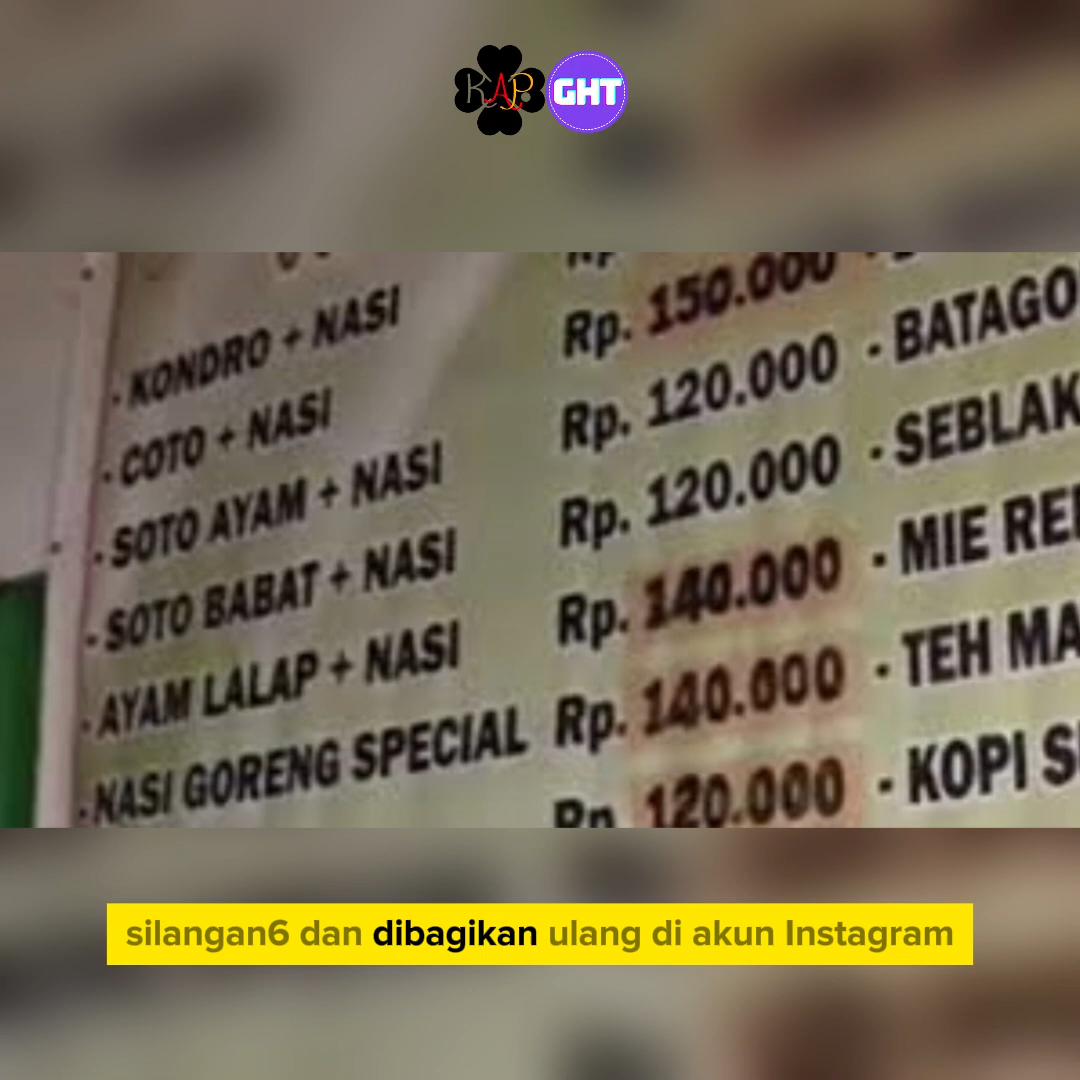 KAP.
GHT
- KONDRO + NASI
- COTO + NASI
- SOTO AYAM + NASI
- SOTO BABAT + NASI
- AYAM LALAP + NASI
- NASI GORENG SPECIAL
Rp. 150.000
Rp. 120.000
Rp. 120.000
Rp. 140.000
Rp. 140.000
Rp. 120.000
- BATAGO
- SEBLAK
- MIE
- TEH MA
- KOPI
silangan6 dan dibagikan ulang di akun Instagram